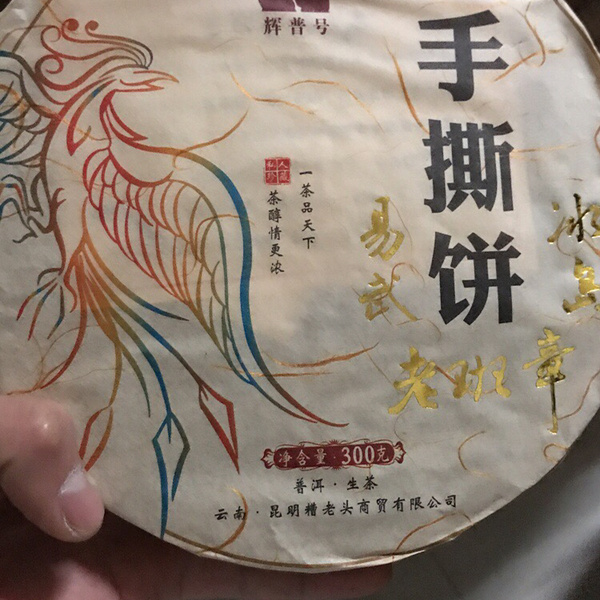 辉普号
手撕饼
一茶品天下
茶醇情更浓
易武
冰岛
老班章
净含量·300克
普洱·生茶
云南·昆明糟老头商贸有限公司